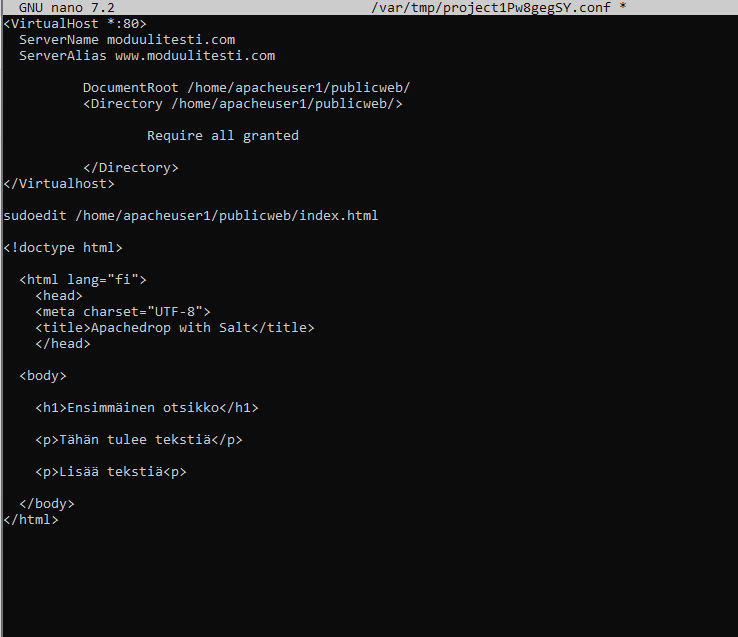 GNU nano 7.2 /var/tmp/project1Pw8gegSY.conf *
<VirtualHost *:80>
ServerName moduulitesti.com
ServerAlias www.moduulitesti.com
DocumentRoot /home/apacheuser1/publicweb/
<Directory /home/apacheuser1/publicweb/>
Require all granted
</Directory>
</Virtualhost>
sudoedit /home/apacheuser1/publicweb/index.html
<!doctype html>
<html lang="fi">
<head>
<meta charset="UTF-8">
<title>Apachedrop with Salt</title>
</head>
<body>
<h1>Ensimmäinen otsikko</h1>
<p>Tähän tulee tekstiä</p>
<p>Lisää tekstiä<p>
</body>
</html>